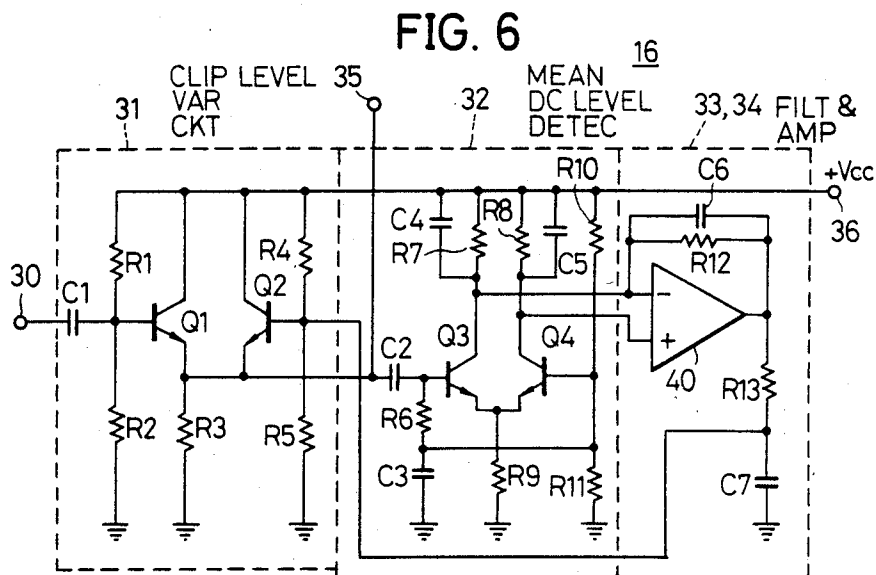 FIG. 6
16
CLIP LEVEL
VAR
CKT
31
35
32
MEAN
DC LEVEL
DETEC
33, 34
FILT &
AMP
+Vcc
36
R10
C6
R1
R4
C4
R7
R8
C5
R12
30
C1
Q1
Q2
C2
Q3
Q4
−
+
40
R13
R2
R3
R5
R6
C3
R9
R11
C7